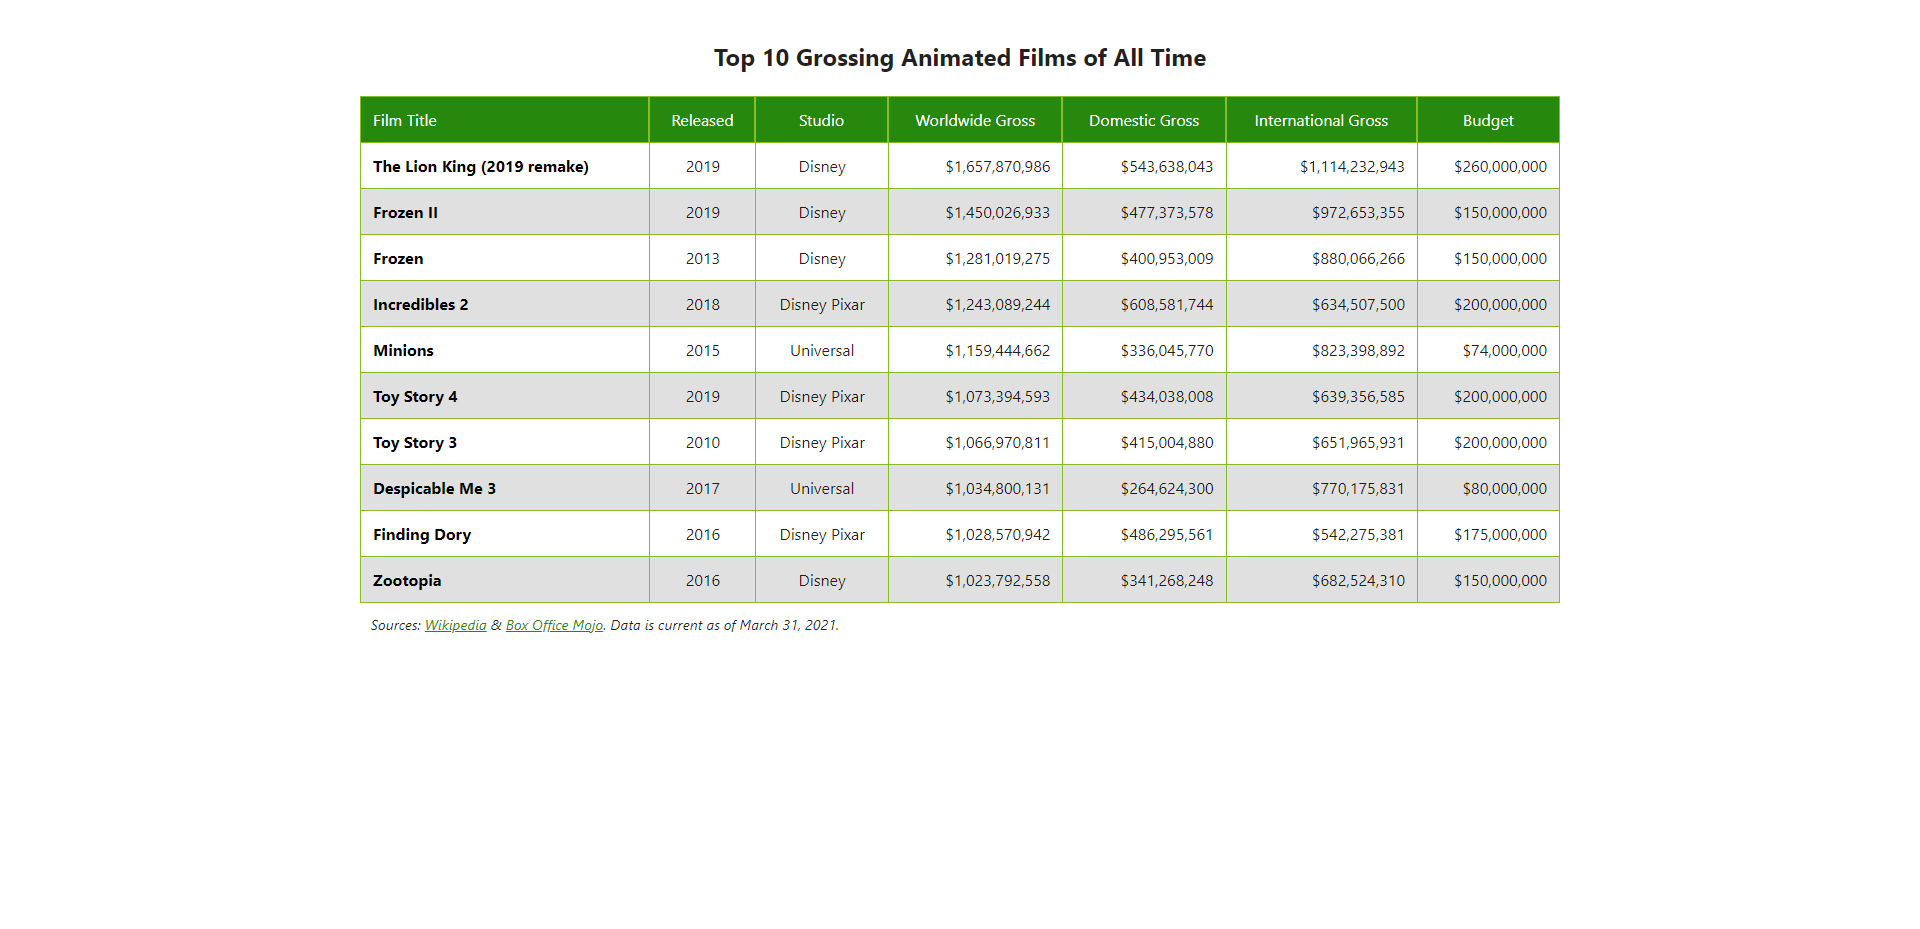 Top 10 Grossing Animated Films of All Time
Film Title Released Studio Worldwide Gross Domestic Gross International Gross Budget
The Lion King (2019 remake) 2019 Disney $1,657,870,986 $543,638,043 $1,114,232,943 $260,000,000
Frozen II 2019 Disney $1,450,026,933 $477,373,578 $972,653,355 $150,000,000
Frozen 2013 Disney $1,281,019,275 $400,953,009 $880,066,266 $150,000,000
Incredibles 2 2018 Disney Pixar $1,243,089,244 $608,581,744 $634,507,500 $200,000,000
Minions 2015 Universal $1,159,444,662 $336,045,770 $823,398,892 $74,000,000
Toy Story 4 2019 Disney Pixar $1,073,394,593 $434,038,008 $639,356,585 $200,000,000
Toy Story 3 2010 Disney Pixar $1,066,970,811 $415,004,880 $651,965,931 $200,000,000
Despicable Me 3 2017 Universal $1,034,800,131 $264,624,300 $770,175,831 $80,000,000
Finding Dory 2016 Disney Pixar $1,028,570,942 $486,295,561 $542,275,381 $175,000,000
Zootopia 2016 Disney $1,023,792,558 $341,268,248 $682,524,310 $150,000,000
Sources: Wikipedia & Box Office Mojo. Data is current as of March 31, 2021.